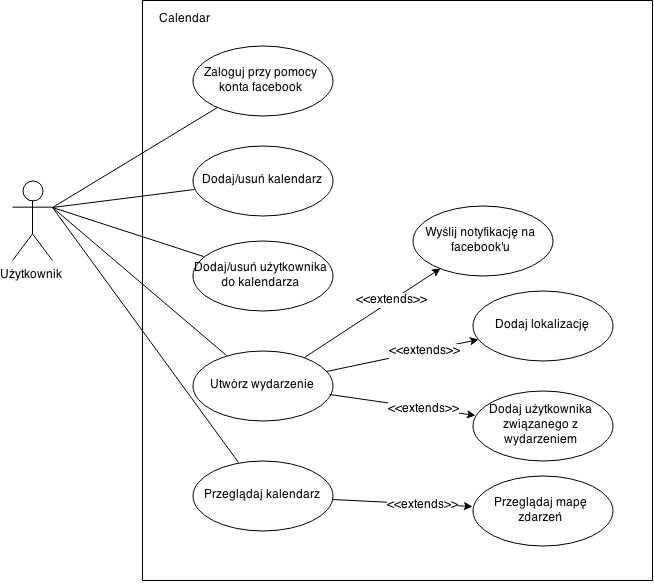 Calendar
Zaloguj przy pomocy
konta facebook
Dodaj/usuń kalendarz
Użytkownik
Dodaj/usuń użytkownika
do kalendarza
Wyślij notyfikację na
facebook'u
<<extends>>
Dodaj lokalizację
<<extends>>
Utwórz wydarzenie
<<extends>>
Dodaj użytkownika
związanego z
wydarzeniem
Przeglądaj kalendarz
<<extends>>
Przeglądaj mapę
zdarzeń